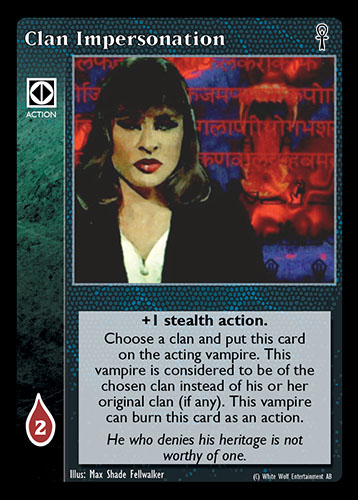 Clan Impersonation
ACTION
+1 stealth action.
Choose a clan and put this card
on the acting vampire. This
vampire is considered to be of the
chosen clan instead of his or her
original clan (if any). This vampire
can burn this card as an action.
He who denies his heritage is not
worthy of one.
2
Illus: Max Shade Fellwalker
(C) White Wolf Entertainment AB